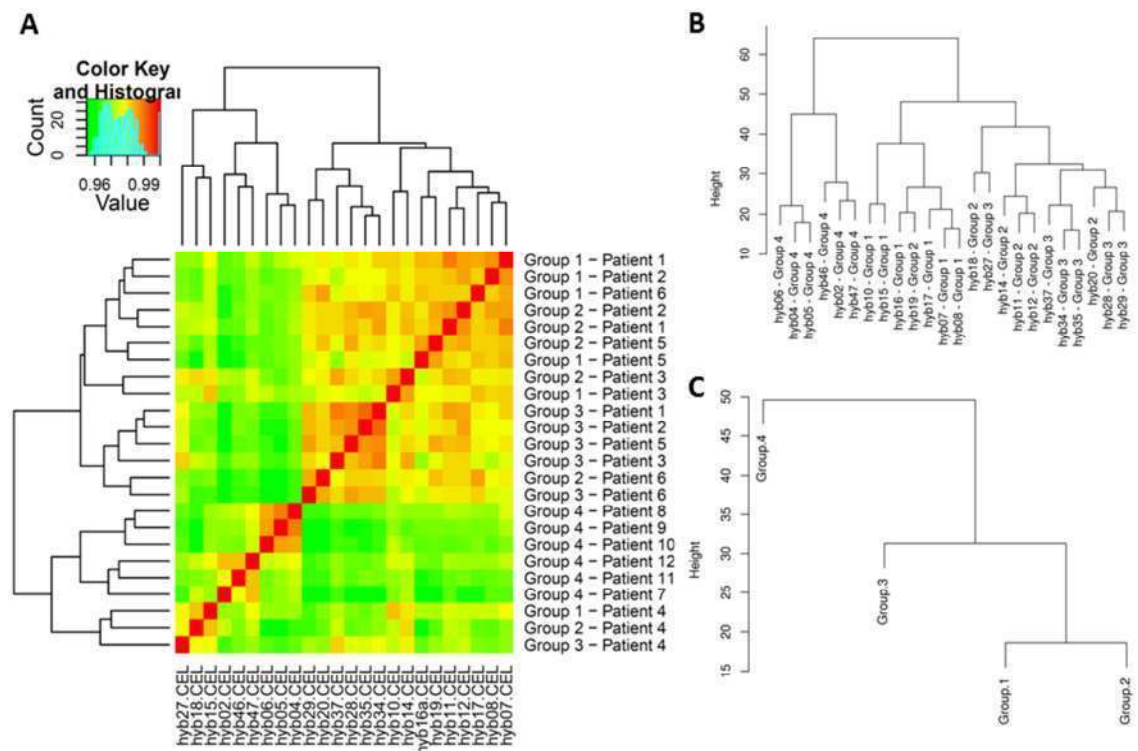 A
Color Key
and Histogra
Count
20
0
0.96 0.99
Value
Group 1 − Patient 1
Group 1 − Patient 2
Group 1 − Patient 6
Group 2 − Patient 2
Group 2 − Patient 1
Group 2 − Patient 5
Group 1 − Patient 5
Group 2 − Patient 3
Group 1 − Patient 3
Group 3 − Patient 1
Group 3 − Patient 2
Group 3 − Patient 5
Group 3 − Patient 3
Group 2 − Patient 6
Group 3 − Patient 6
Group 4 − Patient 8
Group 4 − Patient 9
Group 4 − Patient 10
Group 4 − Patient 12
Group 4 − Patient 11
Group 4 − Patient 7
Group 1 − Patient 4
Group 2 − Patient 4
Group 3 − Patient 4
hyb27.CEL
hyb18.CEL
hyb15.CEL
hyb02.CEL
hyb46.CEL
hyb47.CEL
hyb06.CEL
hyb05.CEL
hyb04.CEL
hyb29.CEL
hyb20.CEL
hyb37.CEL
hyb28.CEL
hyb35.CEL
hyb34.CEL
hyb10.CEL
hyb14.CEL
hyb16a.CEL
hyb19.CEL
hyb11.CEL
hyb12.CEL
hyb17.CEL
hyb08.CEL
hyb07.CEL
B
Height
60
50
40
30
20
10
hyb06 - Group 4
hyb04 - Group 4
hyb05 - Group 4
hyb46 - Group 4
hyb02 - Group 4
hyb47 - Group 4
hyb10 - Group 1
hyb15 - Group 1
hyb16 - Group 1
hyb19 - Group 2
hyb17 - Group 1
hyb07 - Group 1
hyb08 - Group 1
hyb18 - Group 2
hyb27 - Group 3
hyb14 - Group 2
hyb11 - Group 2
hyb12 - Group 2
hyb37 - Group 3
hyb34 - Group 3
hyb35 - Group 3
hyb20 - Group 2
hyb28 - Group 3
hyb29 - Group 3
C
Height
50
45
40
35
30
25
20
15
Group.4
Group.3
Group.1
Group.2